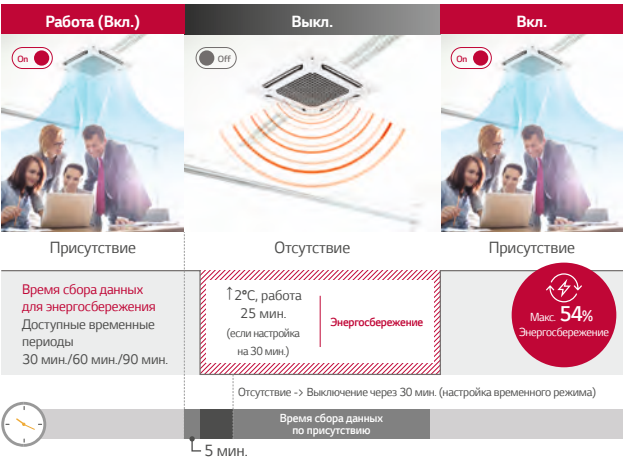 Работа (Вкл.)
Выкл.
Вкл.
On
Off
On
Присутствие
Отсутствие
Присутствие
Время сбора данных
для энергосбережения
Доступные временные
периоды
30 мин./60 мин./90 мин.
↑2°C, работа
25 мин.
(если настройка
на 30 мин.)
Энергосбережение
Макс. 54%
Энергосбережение
Отсутствие -> Выключение через 30 мин. (настройка временного режима)
Время сбора данных
по присутствию
5 мин.